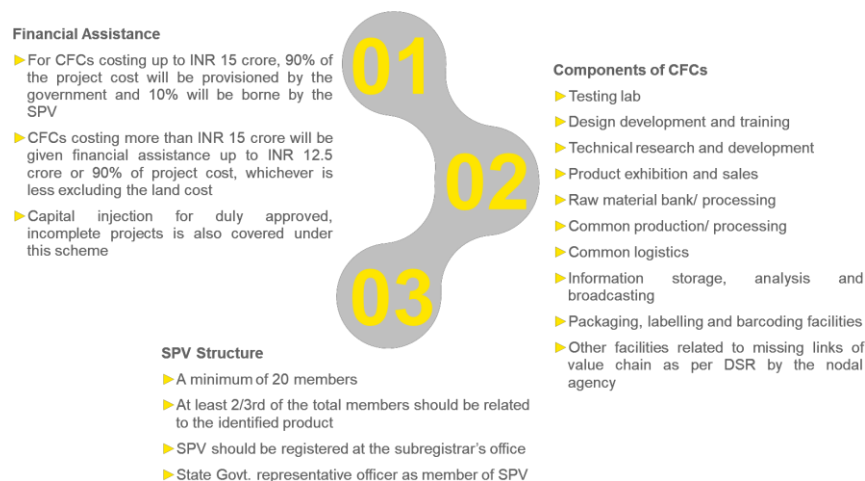 Financial Assistance
For CFCs costing up to INR 15 crore, 90% of
the project cost will be provisioned by the
government and 10% will be borne by the
SPV
CFCs costing more than INR 15 crore will be
given financial assistance up to INR 12.5
crore or 90% of project cost, whichever is
less excluding the land cost
Capital injection for duly approved,
incomplete projects is also covered under
this scheme
01
02
03
Components of CFCs
Testing lab
Design development and training
Technical research and development
Product exhibition and sales
Raw material bank/ processing
Common production/ processing
Common logistics
Information storage, analysis and
broadcasting
Packaging, labelling and barcoding facilities
Other facilities related to missing links of
value chain as per DSR by the nodal
agency
SPV Structure
A minimum of 20 members
At least 2/3rd of the total members should be related
to the identified product
SPV should be registered at the subregistrar's office
State Govt. representative officer as member of SPV